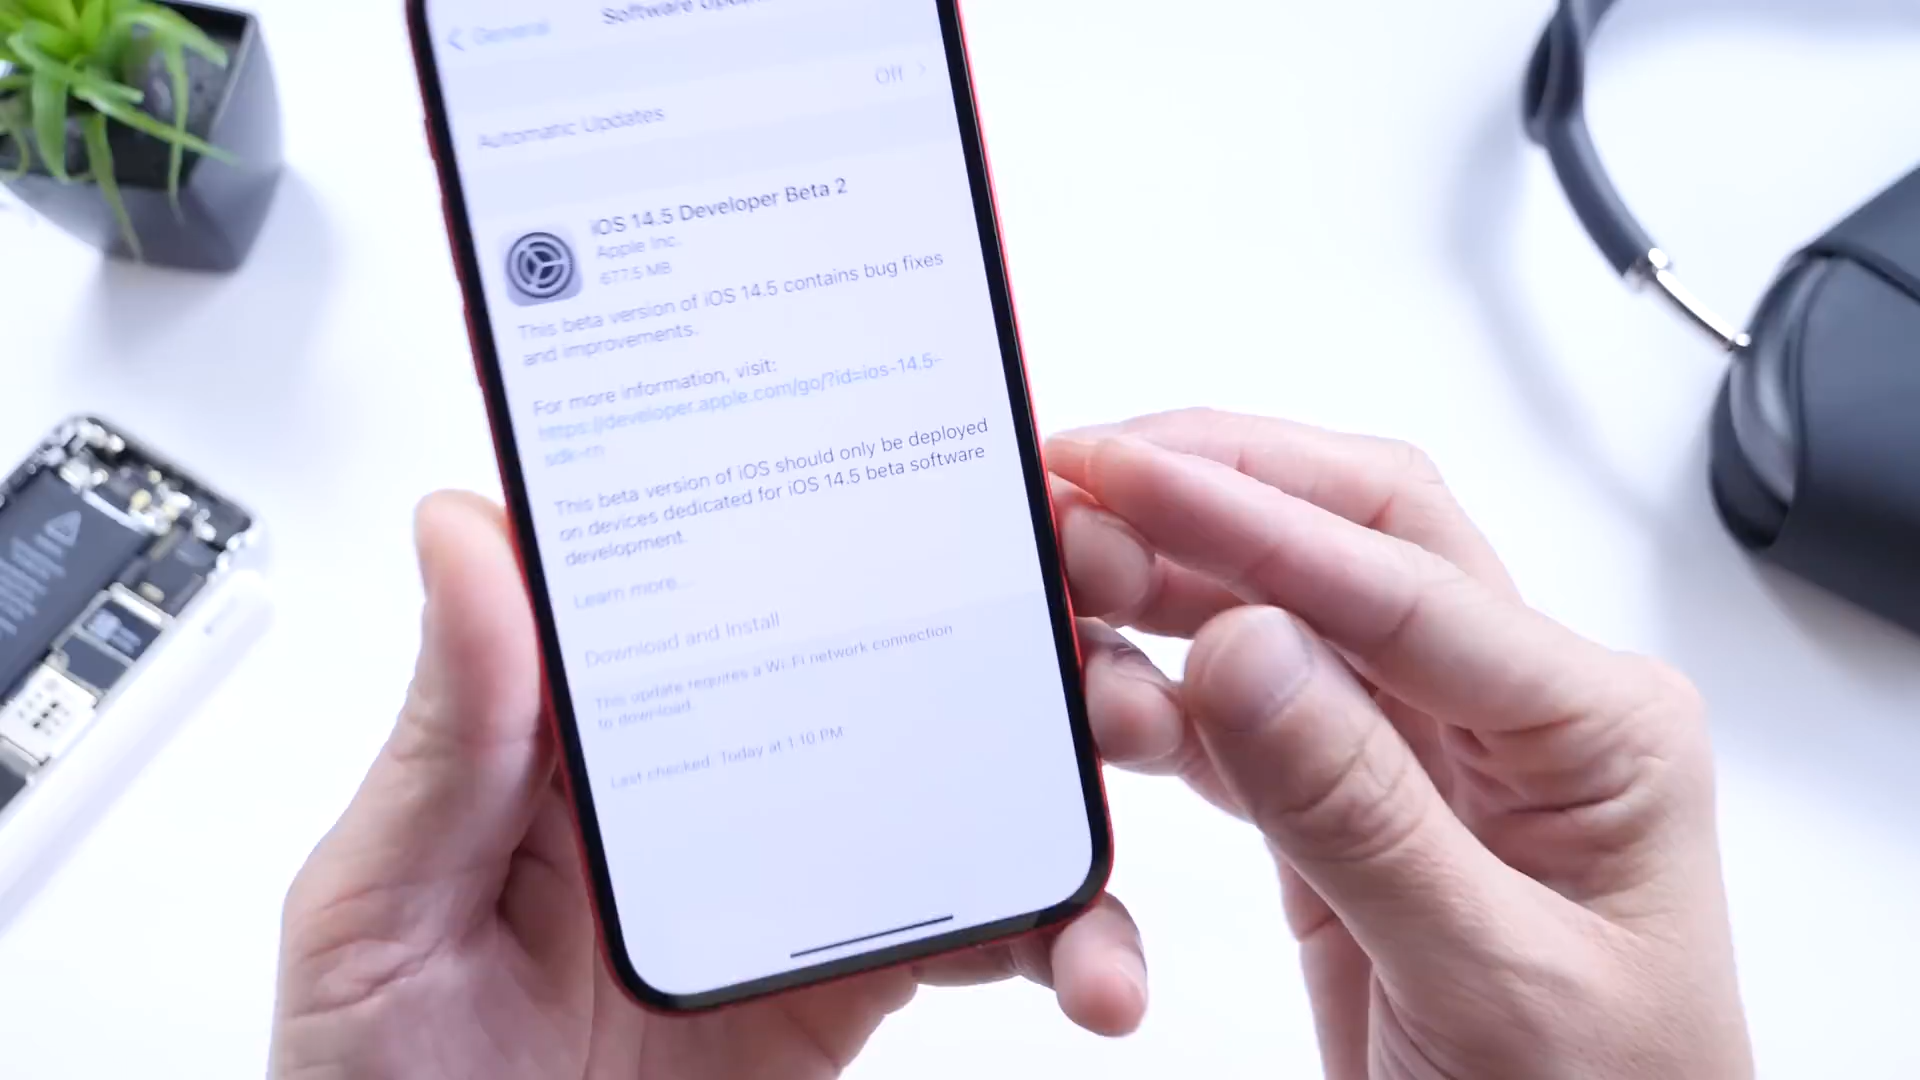 General
Software
Off
Automatic Updates
iOS 14.5 Developer Beta 2
Apple Inc.
677.5 MB
This beta version of iOS 14.5 contains bug fixes
and improvements.
For more information, visit:
https://developer.apple.com/go/?id=ios-14.5-
sdk-rn
This beta version of iOS should only be deployed
on devices dedicated for iOS 14.5 beta software
development.
Learn more...
Download and Install
This update requires a Wi-Fi network connection
to download.
Last checked: Today at 1:10 PM